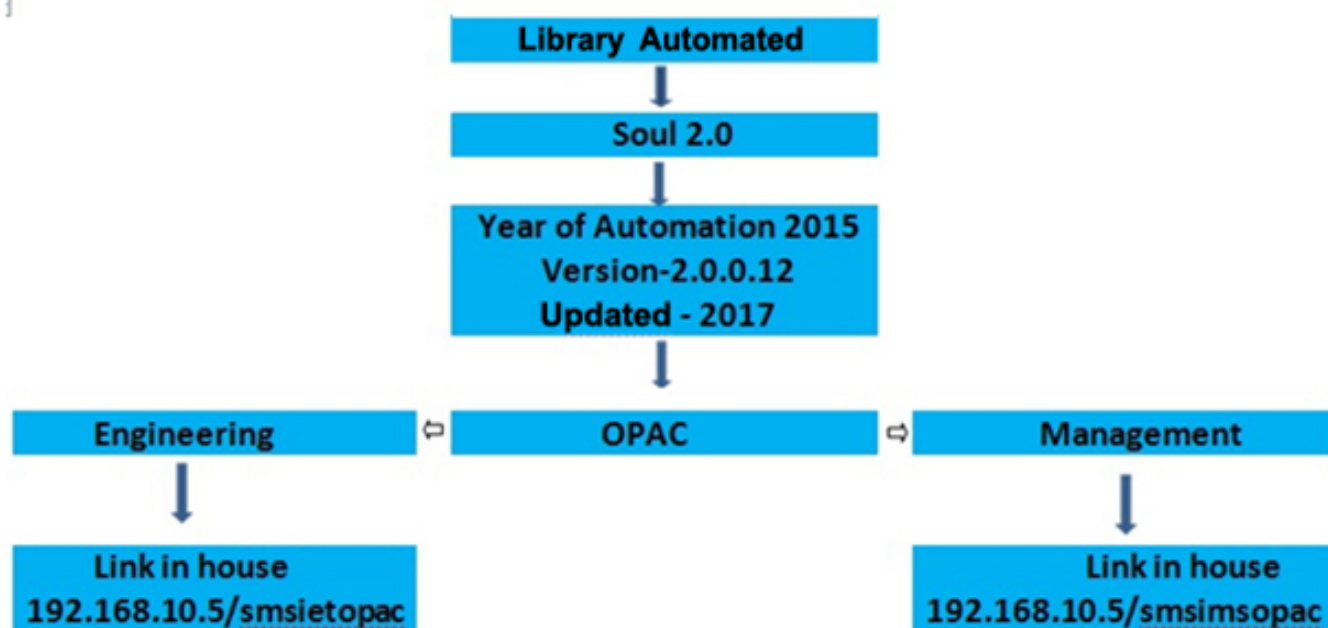 Library Automated
Soul 2.0
Year of Automation 2015
Version-2.0.0.12
Updated - 2017
Engineering
OPAC
Management
Link in house
192.168.10.5/smsietopac
Link in house
192.168.10.5/smsimsopac